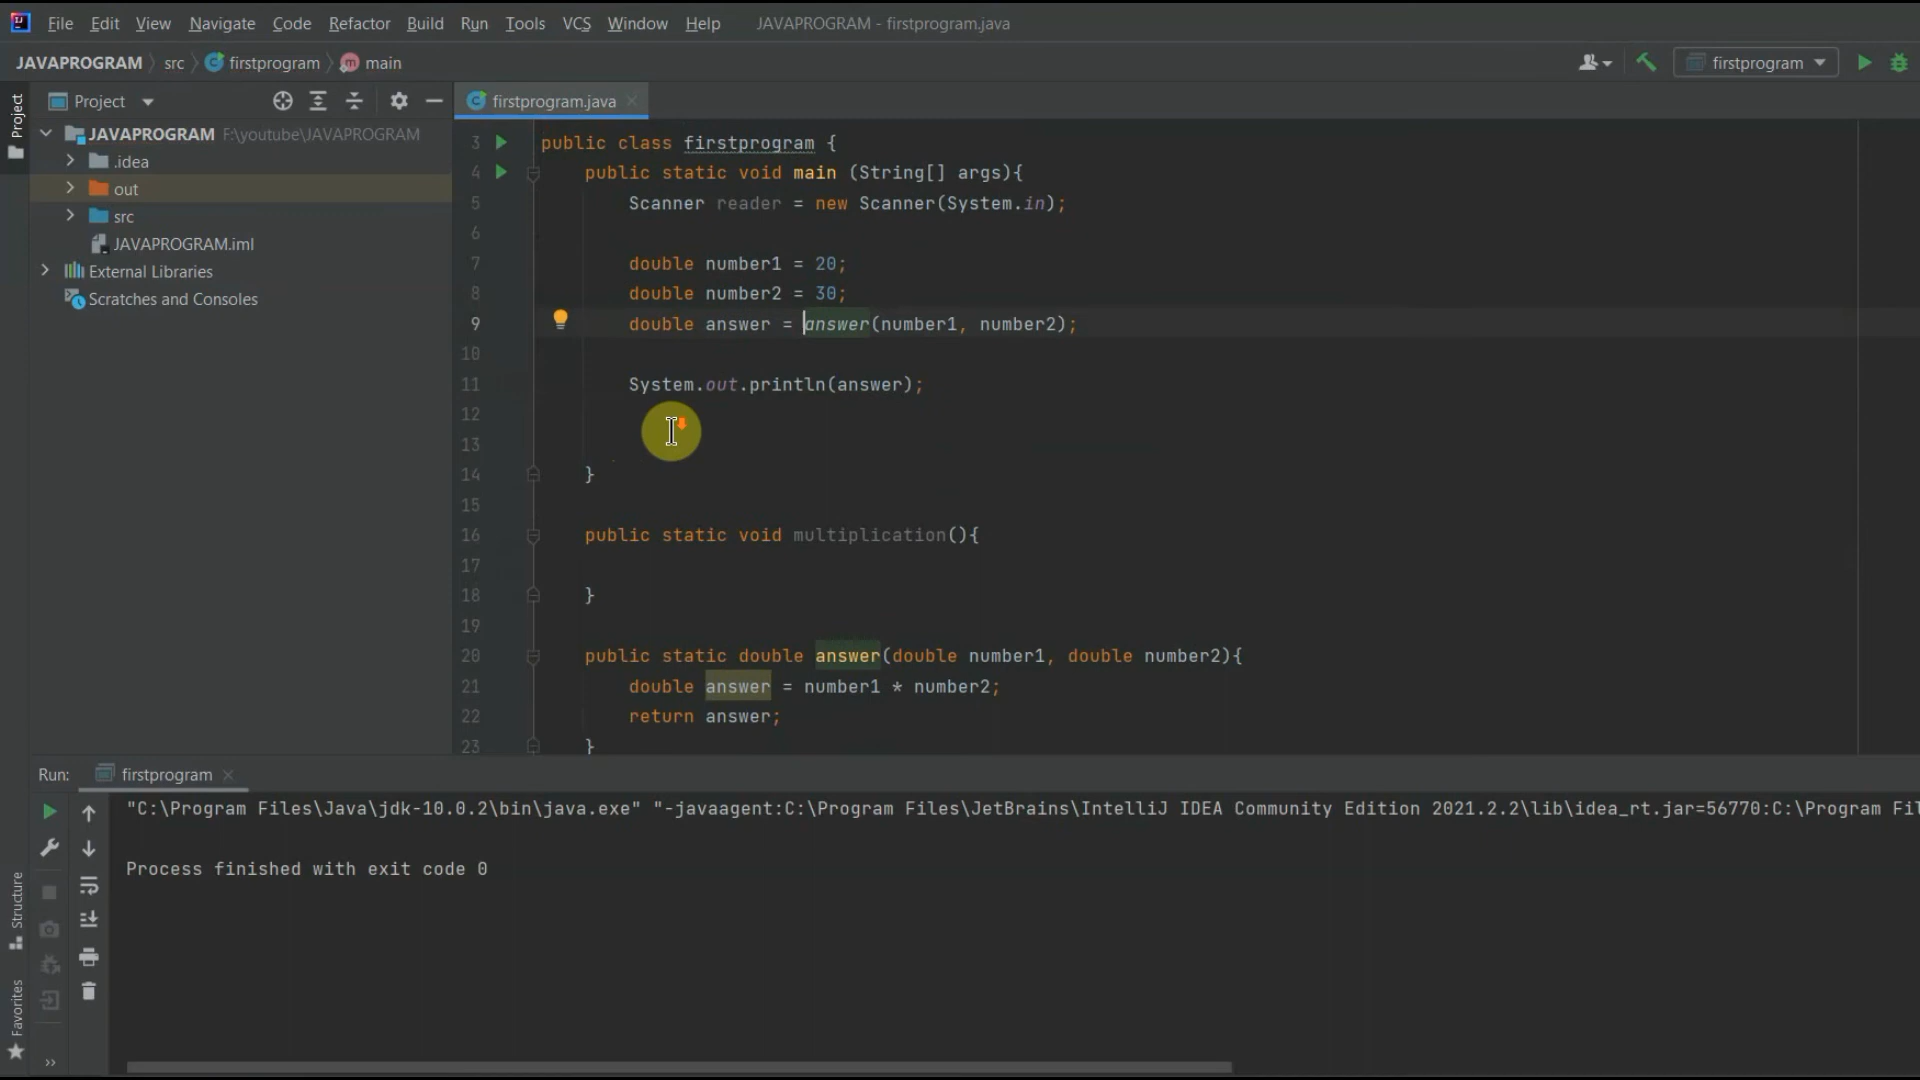 File Edit View Navigate Code Refactor Build Run Tools VCS Window Help JAVAPROGRAM - firstprogram.java
JAVAPROGRAM src firstprogram main firstprogram
Project
Project
firstprogram.java
JAVAPROGRAM F:\youtube\JAVAPROGRAM
.idea
out
src
JAVAPROGRAM.iml
External Libraries
Scratches and Consoles
3 public class firstprogram {
4 public static void main (String[] args){
5 Scanner reader = new Scanner(System.in);
6
7 double number1 = 20;
8 double number2 = 30;
9 double answer = answer(number1, number2);
10
11 System.out.println(answer);
12
13
14 }
15
16 public static void multiplication(){
17
18 }
19
20 public static double answer(double number1, double number2){
21 double answer = number1 * number2;
22 return answer;
23 }
Run: firstprogram
"C:\Program Files\Java\jdk-10.0.2\bin\java.exe" "-javaagent:C:\Program Files\JetBrains\IntelliJ IDEA Community Edition 2021.2.2\lib\idea_rt.jar=56770:C:\Program Fil
Process finished with exit code 0
Structure
Favorites